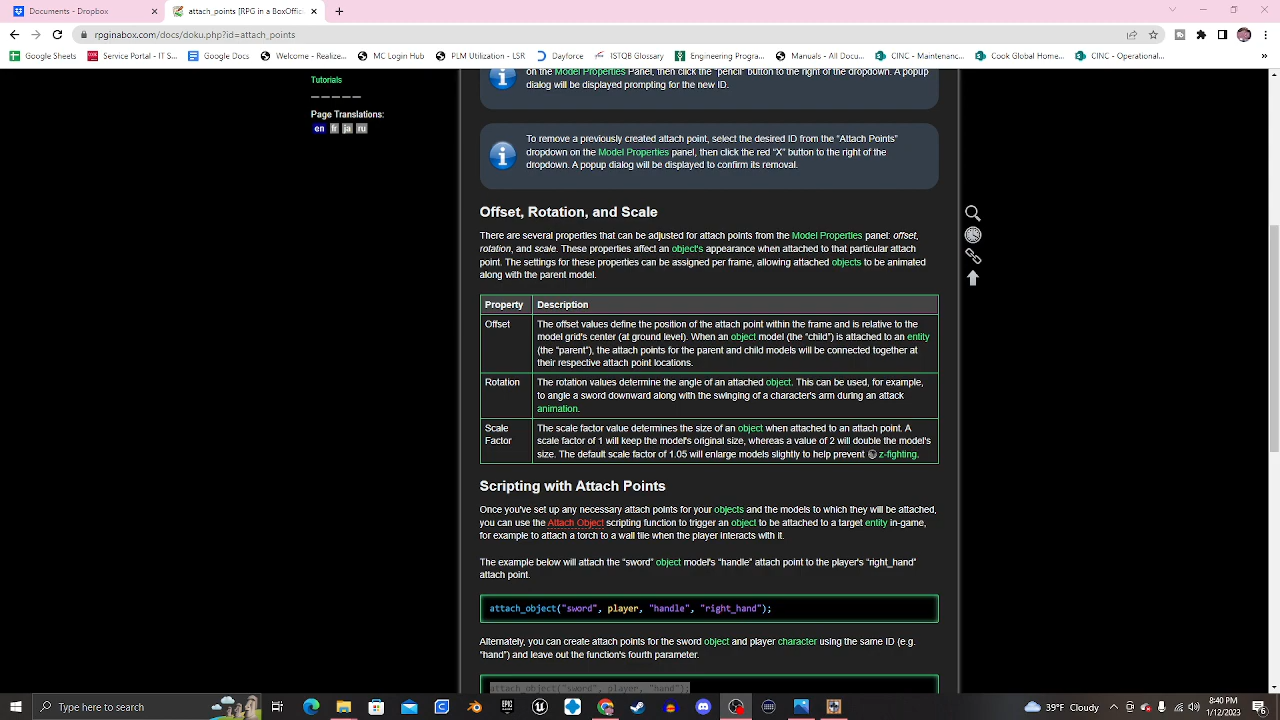 Documents - Dropbox
attach_points [RPG in a BoxOffic
rpginabox.com/docs/doku.php?id=attach_points
Google Sheets
Service Portal - IT S...
Google Docs
Welcome - Realize...
MC Login Hub
PLM Utilization - LSR
Dayforce
ISTQB Glossary
Engineering Progra...
Manuals - All Docu...
CINC - Maintenanc...
Cook Global Home...
CINC - Operational...
»
Tutorials
— — — — —
Page Translations:
en fr ja ru
on the Model Properties Panel, then click the "pencil" button to the right of the dropdown. A popup
dialog will be displayed prompting for the new ID.
To remove a previously created attach point, select the desired ID from the "Attach Points"
dropdown on the Model Properties panel, then click the red "X" button to the right of the
dropdown. A popup dialog will be displayed to confirm its removal.
Offset, Rotation, and Scale
There are several properties that can be adjusted for attach points from the Model Properties panel: offset,
rotation, and scale. These properties affect an object's appearance when attached to that particular attach
point. The settings for these properties can be assigned per frame, allowing attached objects to be animated
along with the parent model.
Property Description
Offset
The offset values define the position of the attach point within the frame and is relative to the
model grid's center (at ground level). When an object model (the "child") is attached to an entity
(the "parent"), the attach points for the parent and child models will be connected together at
their respective attach point locations.
Rotation
The rotation values determine the angle of an attached object. This can be used, for example,
to angle a sword downward along with the swinging of a character's arm during an attack
animation.
Scale
Factor
The scale factor value determines the size of an object when attached to an attach point. A
scale factor of 1 will keep the model's original size, whereas a value of 2 will double the model's
size. The default scale factor of 1.05 will enlarge models slightly to help prevent z-fighting.
Scripting with Attach Points
Once you've set up any necessary attach points for your objects and the models to which they will be attached,
you can use the Attach Object scripting function to trigger an object to be attached to a target entity in-game,
for example to attach a torch to a wall tile when the player interacts with it.
The example below will attach the "sword" object model's "handle" attach point to the player's "right_hand"
attach point.
attach_object("sword", player, "handle", "right_hand");
Alternately, you can create attach points for the sword object and player character using the same ID (e.g.
"hand") and leave out the function's fourth parameter.
attach_object("sword", player, "hand");
Type here to search
39°F Cloudy
8:40 PM
1/12/2023